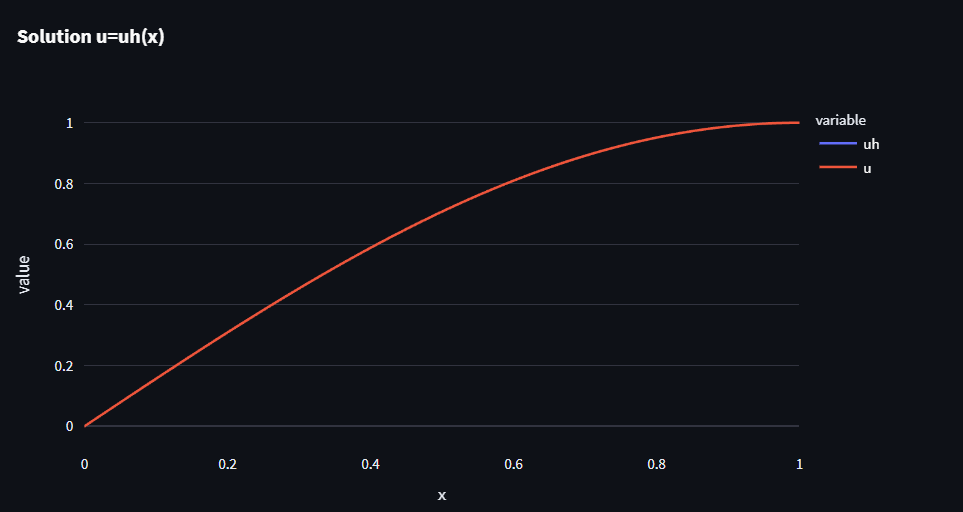 Solution u=uh(x)
variable
uh
u
value
1
0.8
0.6
0.4
0.2
0
0 0.2 0.4 0.6 0.8 1
x